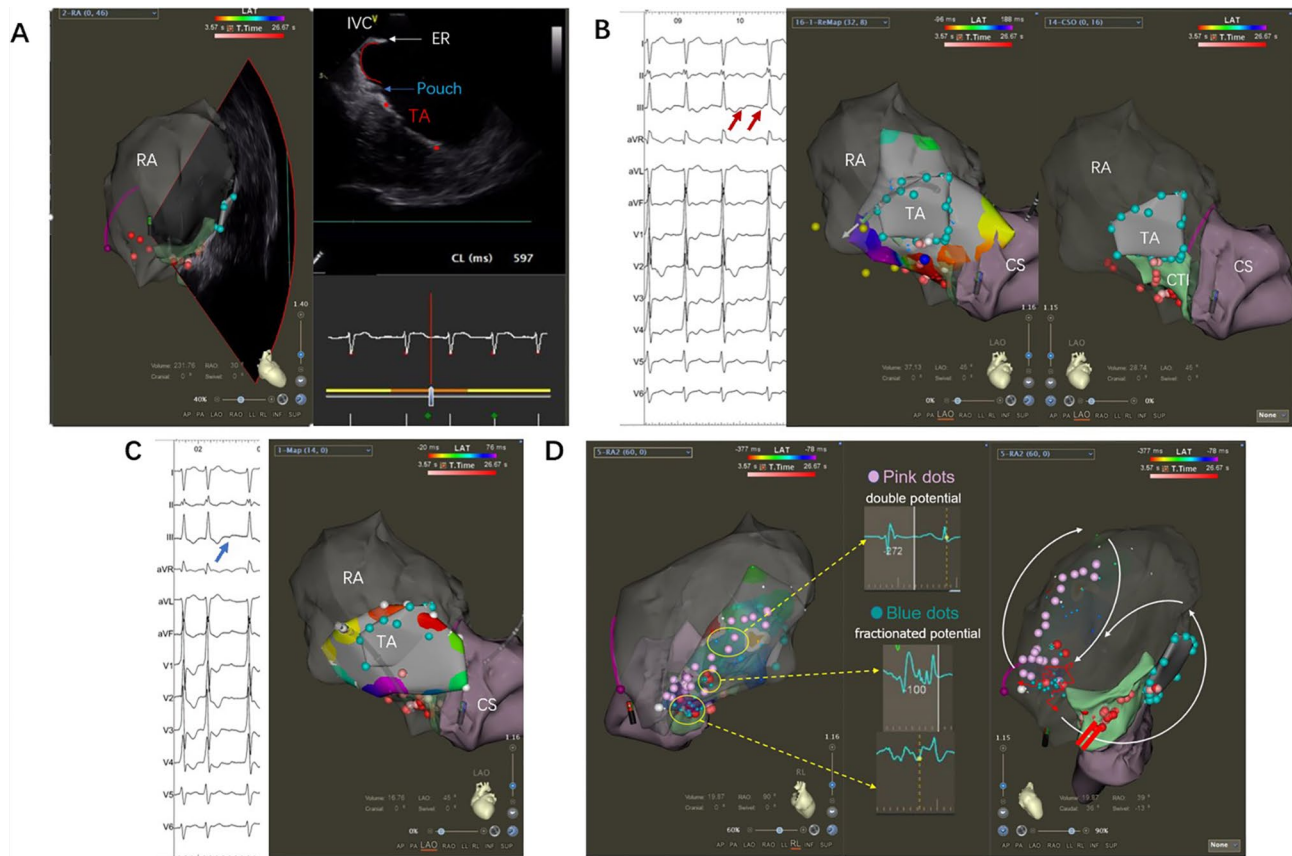 A
2-RA (0, 46)
LAT
3.57 s T.Time 26.67 s
RA
1.40
Volume: 231.76 RAO: 30 °
Cranial: 0 ° Swivel: 0 °
40%
AP PA LAO RAO LL RL INF SUP
IVC
V
ER
Pouch
TA
CL (ms) 597
B
09 10
I
II
III
aVR
aVL
aVF
V1
V2
V3
V4
V5
V6
16-1-ReMap (32, 8)
-96 ms LAT 188 ms
3.57 s T.Time 26.67 s
RA
TA
CS
1.16
LAO
Volume: 37.13 LAO: 45 °
Cranial: 0 ° Swivel: 0 °
0%
AP PA LAO RAO LL RL INF SUP
14-CSO (0, 16)
LAT
3.57 s T.Time 26.67 s
RA
TA
CTI
CS
1.15
LAO
Volume: 28.74 LAO: 45 °
Cranial: 0 ° Swivel: 0 °
0%
None
AP PA LAO RAO LL RL INF SUP
C
02
I
II
III
aVR
aVL
aVF
V1
V2
V3
V4
V5
V6
1-Map (14, 0)
-20 ms LAT 76 ms
3.57 s T.Time 26.67 s
RA
TA
CS
1.16
LAO
Volume: 16.76 LAO: 45 °
Cranial: 0 ° Swivel: 0 °
0%
AP PA LAO RAO LL RL INF SUP
D
5-RA2 (60, 0)
-377 ms LAT -78 ms
3.57 s T.Time 26.67 s
1.15
RL
Volume: 19.87 RAO: 90 °
Cranial: 0 ° Swivel: 0 °
60%
AP PA LAO RAO LL RL INF SUP
Pink dots
double potential
-272
Blue dots
fractionated potential
-100
5-RA2 (60, 0)
-377 ms LAT -78 ms
3.57 s T.Time 26.67 s
1.16
Volume: 19.87 RAO: 39 °
Caudal: 36 ° Swivel: -13 °
90%
None
AP PA LAO RAO LL RL INF SUP